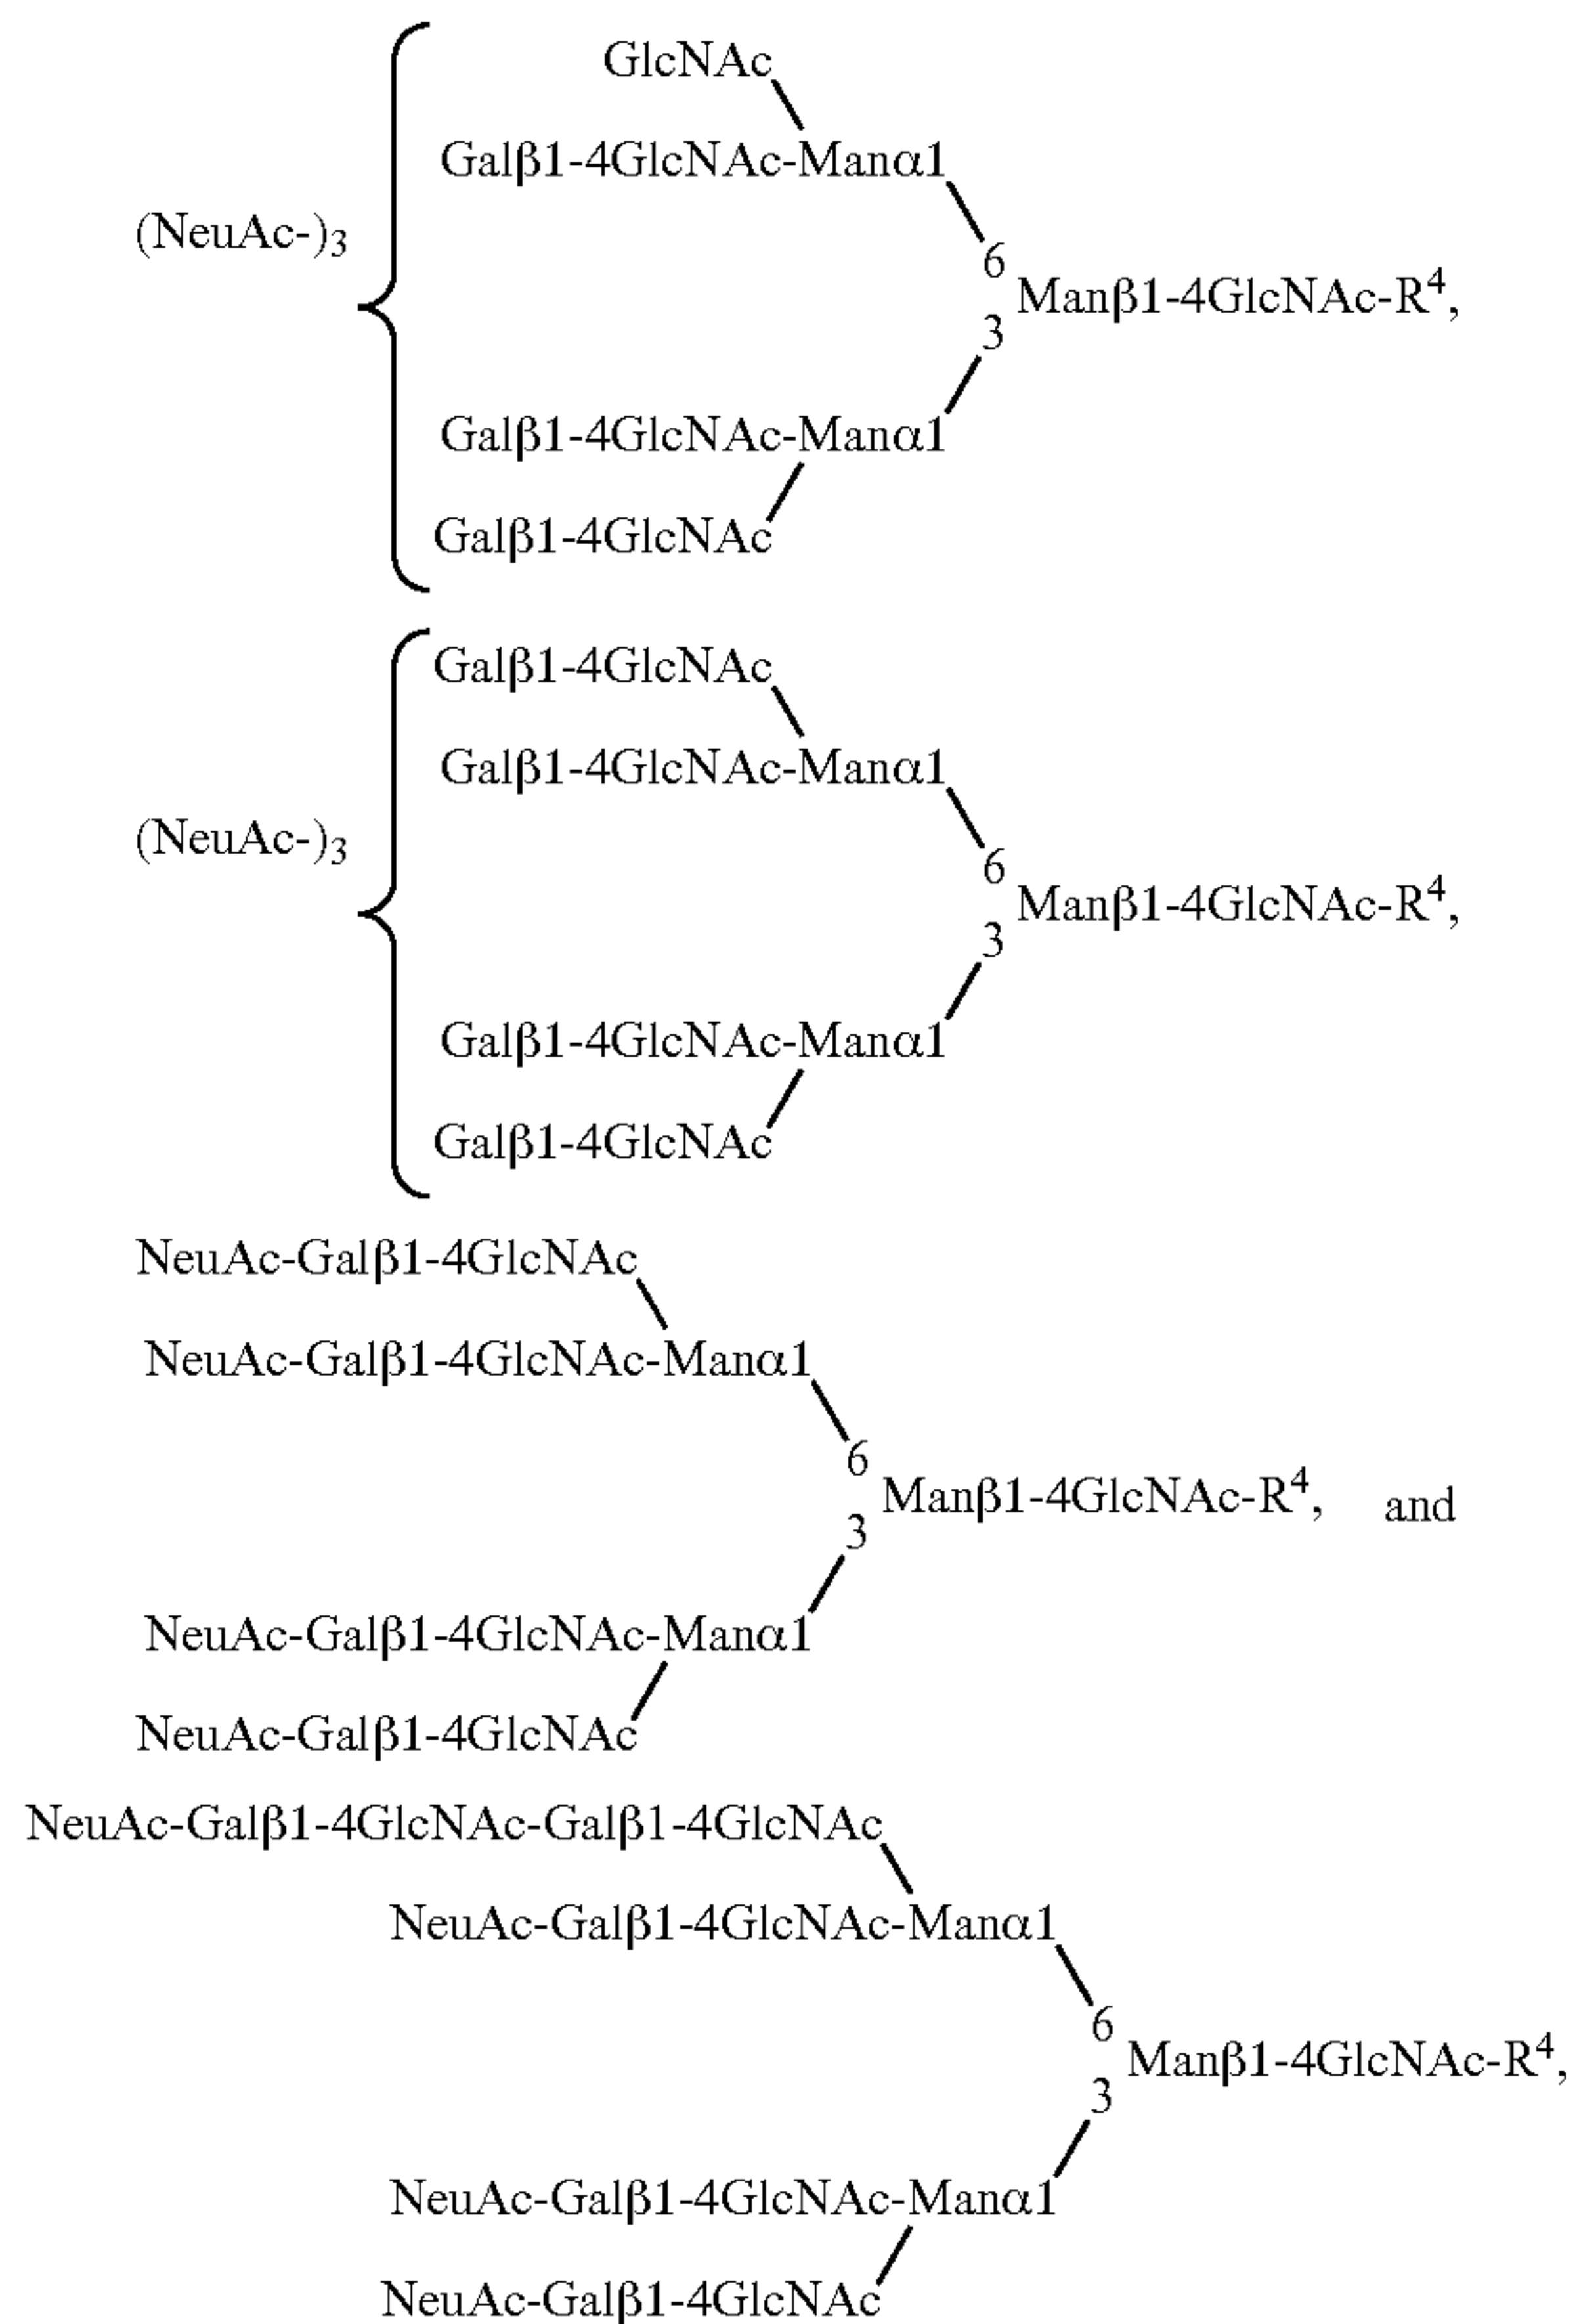 GlcNAc
Galβ1-4GlcNAc-Manα1
(NeuAc-)3
6
Manβ1-4GlcNAc-R4,
3
Galβ1-4GlcNAc-Manα1
Galβ1-4GlcNAc
Galβ1-4GlcNAc
Galβ1-4GlcNAc-Manα1
(NeuAc-)3
6
Manβ1-4GlcNAc-R4,
3
Galβ1-4GlcNAc-Manα1
Galβ1-4GlcNAc
NeuAc-Galβ1-4GlcNAc
NeuAc-Galβ1-4GlcNAc-Manα1
6
Manβ1-4GlcNAc-R4, and
3
NeuAc-Galβ1-4GlcNAc-Manα1
NeuAc-Galβ1-4GlcNAc
NeuAc-Galβ1-4GlcNAc-Galβ1-4GlcNAc
NeuAc-Galβ1-4GlcNAc-Manα1
6
Manβ1-4GlcNAc-R4,
3
NeuAc-Galβ1-4GlcNAc-Manα1
NeuAc-Galβ1-4GlcNAc